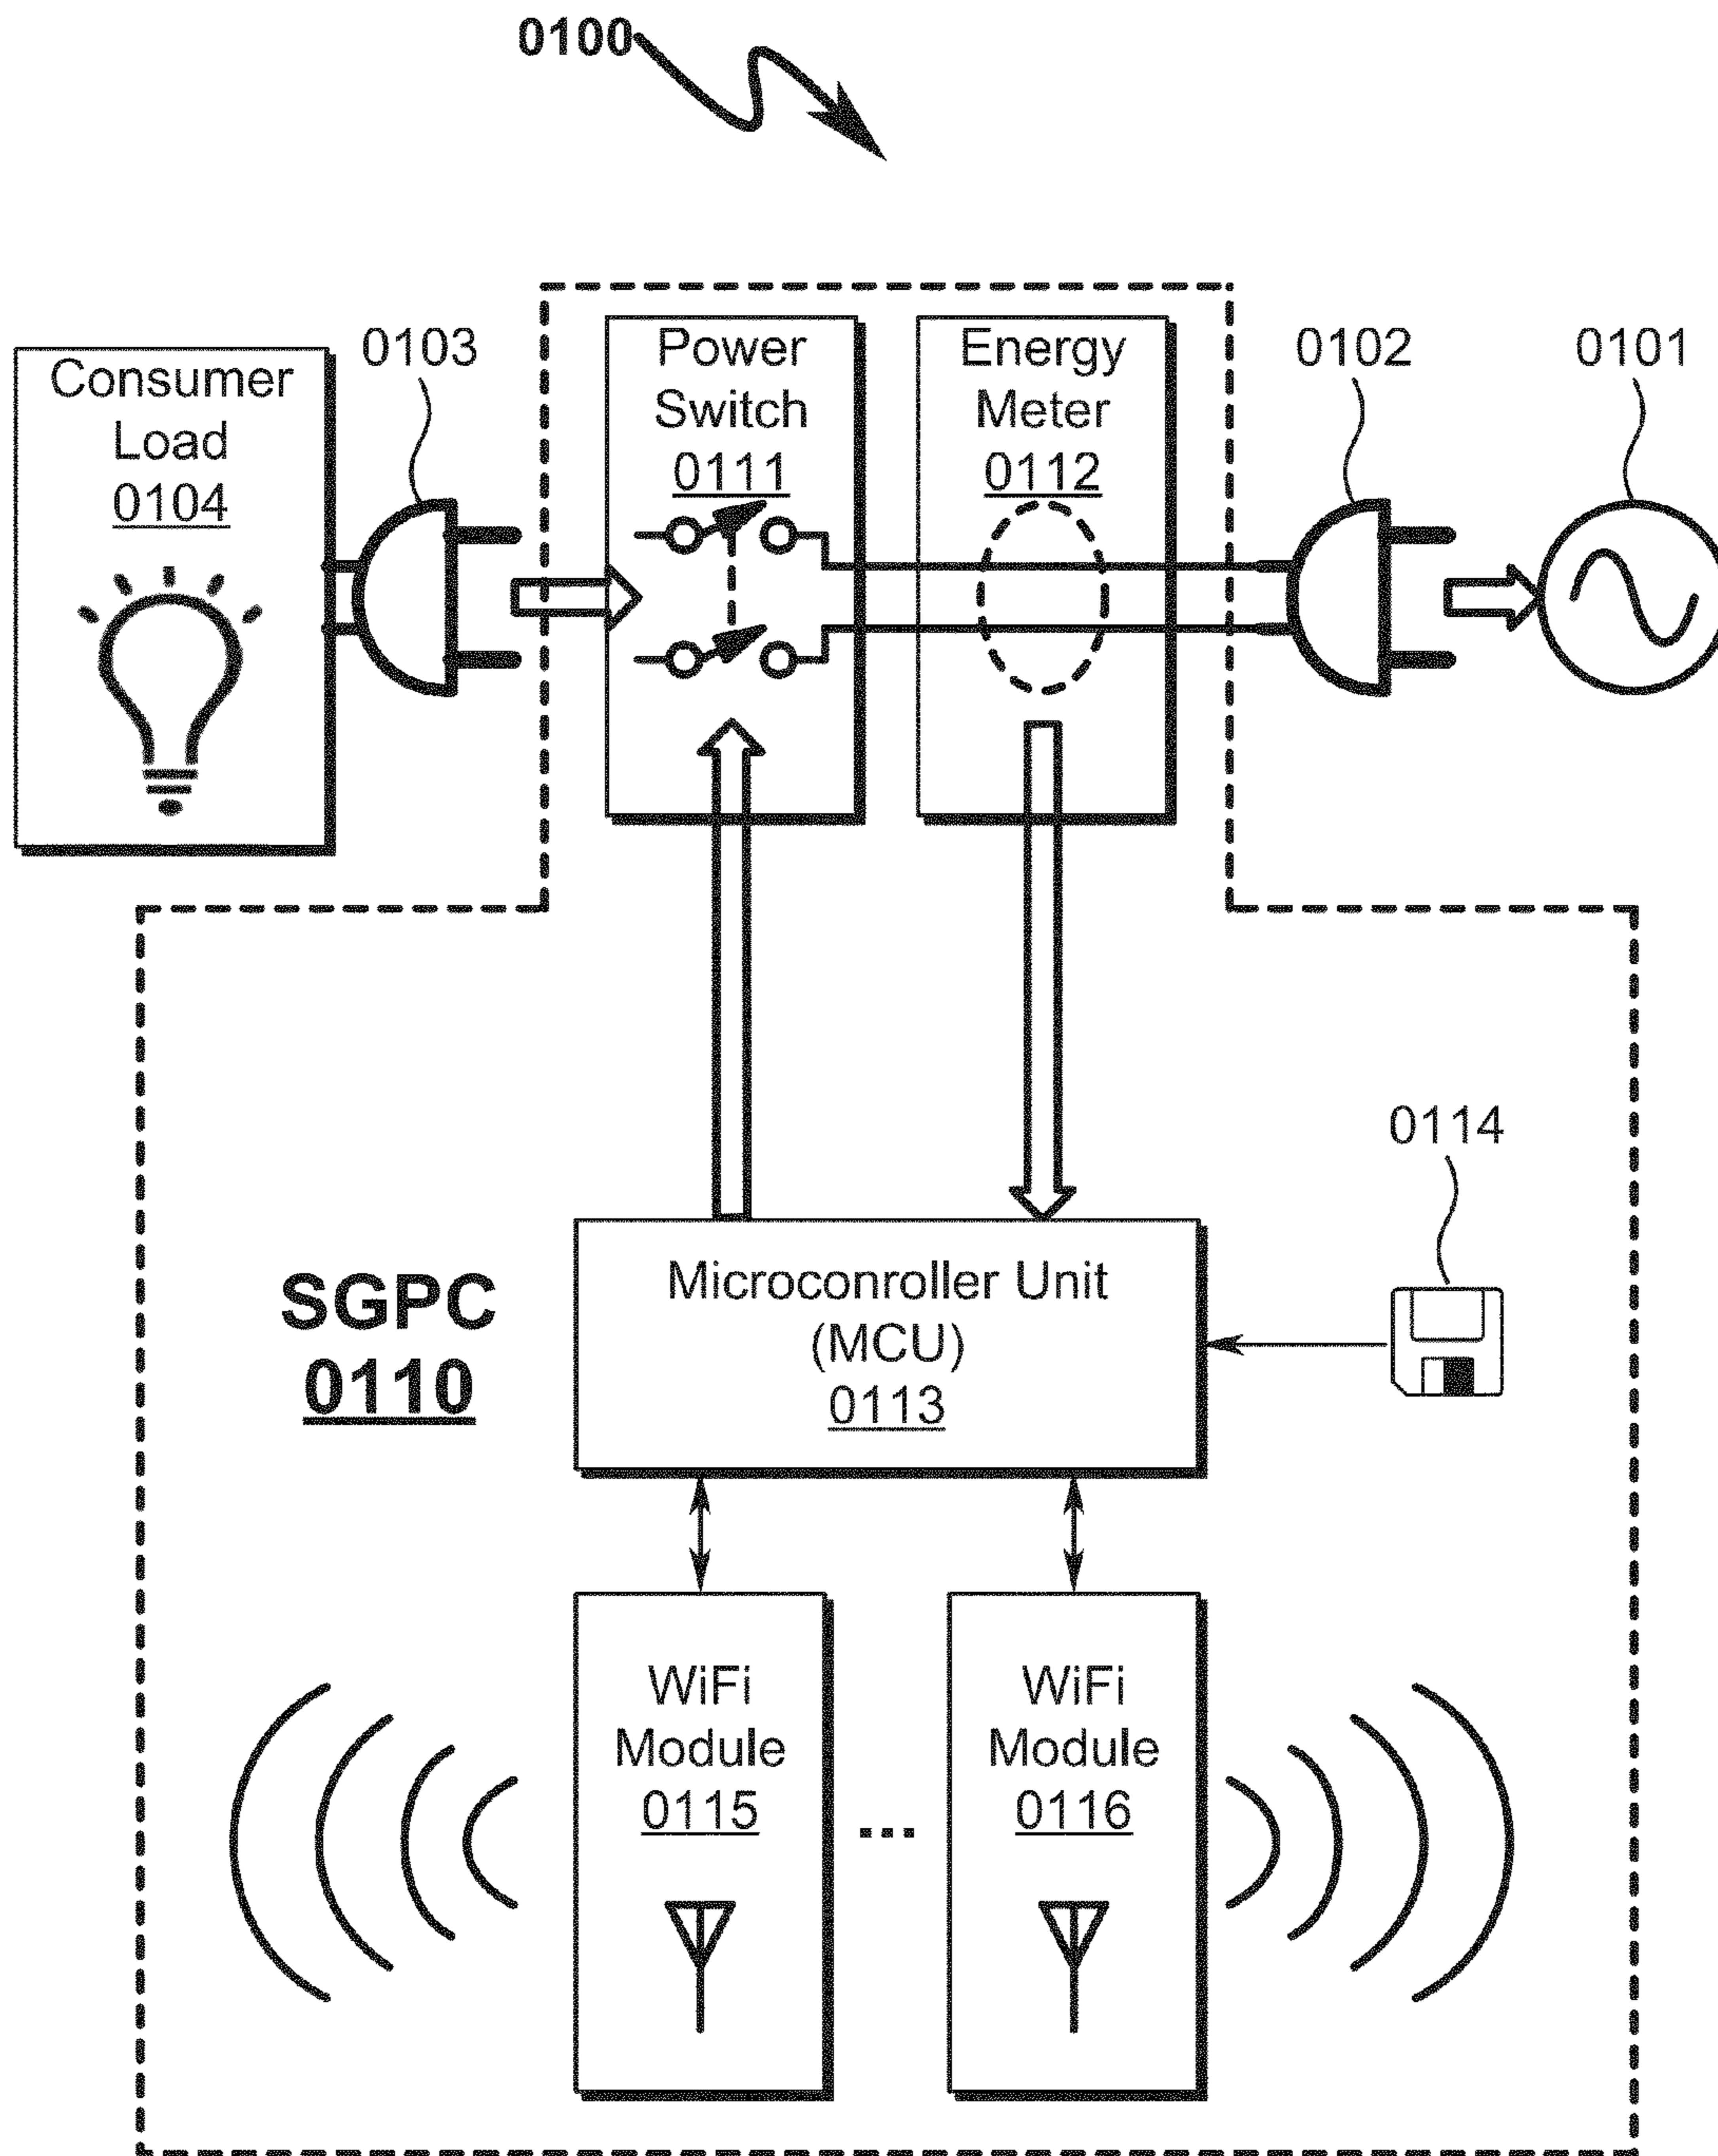 0100
Consumer
Load
0104
0103
Power
Switch
0111
Energy
Meter
0112
0102
0101
0114
SGPC
0110
Microconroller Unit
(MCU)
0113
WiFi
Module
0115
...
WiFi
Module
0116